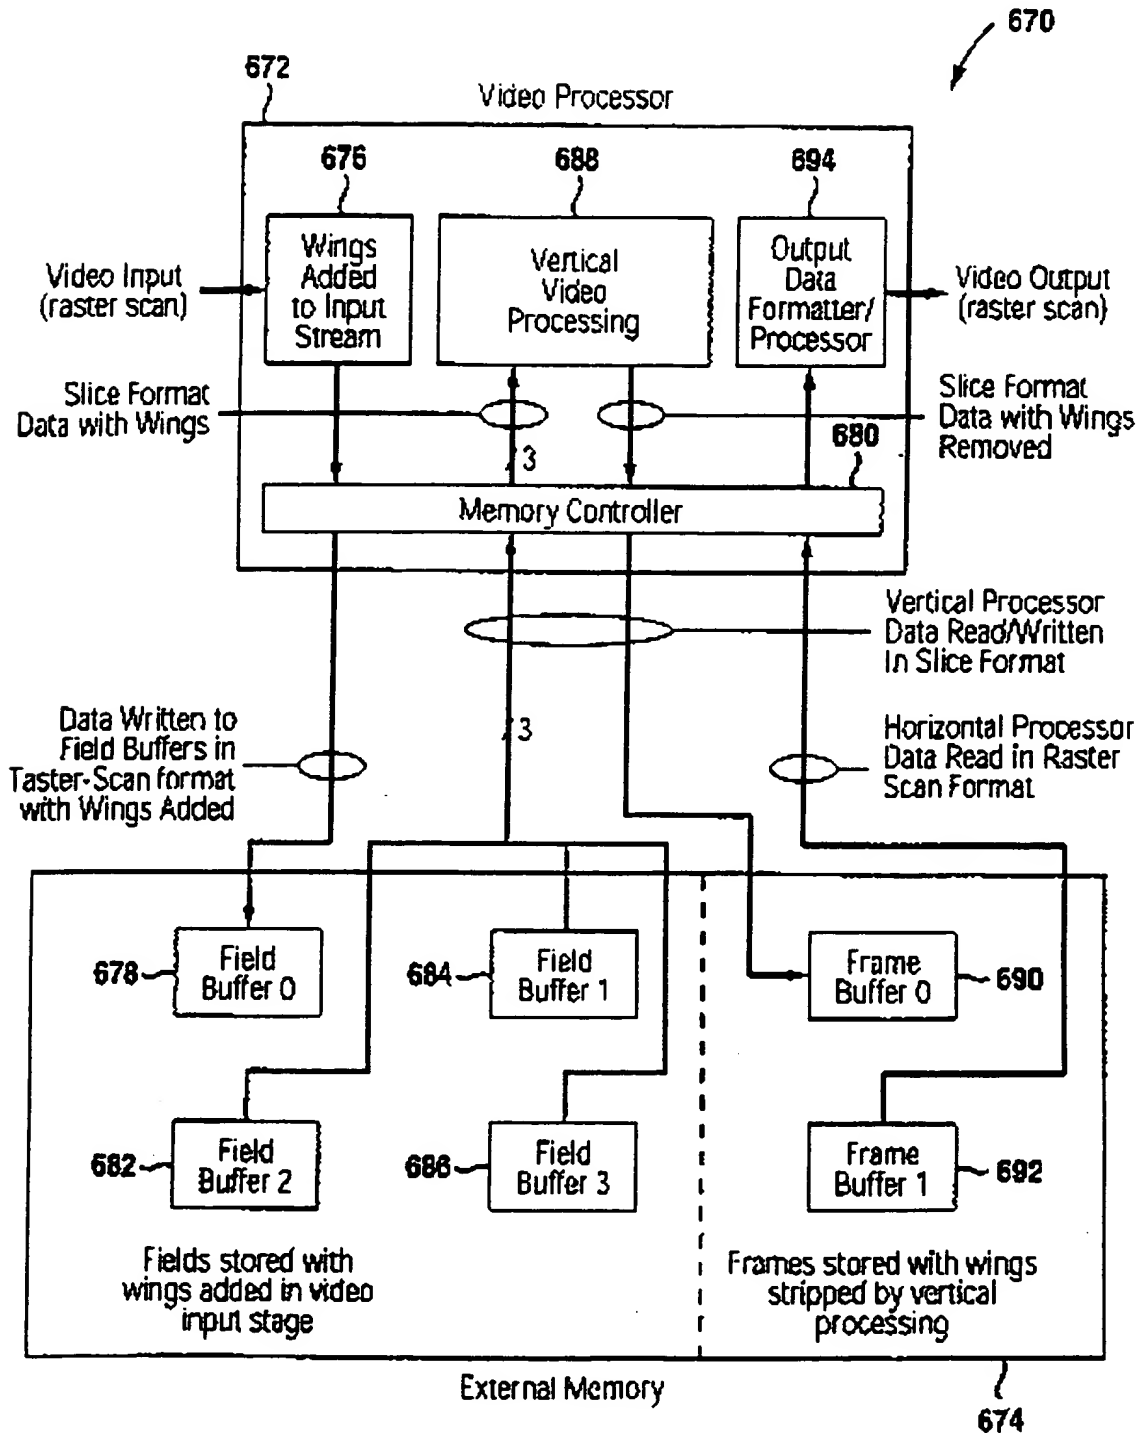 670
672
Video Processor
676
688
694
Wings
Added
to Input
Stream
Vertical
Video
Processing
Output
Data
Formatter/
Processor
Video Input
(raster scan)
Video Output
(raster scan)
Slice Format
Data with Wings
Slice Format
Data with Wings
Removed
3
680
Memory Controller
Vertical Processor
Data Read/Written
In Slice Format
Data Written to
Field Buffers in
Taster-Scan format
with Wings Added
3
Horizontal Processor
Data Read in Raster
Scan Format
678
Field
Buffer 0
684
Field
Buffer 1
Frame
Buffer 0
690
682
Field
Buffer 2
686
Field
Buffer 3
Frame
Buffer 1
692
Fields stored with
wings added in video
input stage
Frames stored with wings
stripped by vertical
processing
External Memory
674